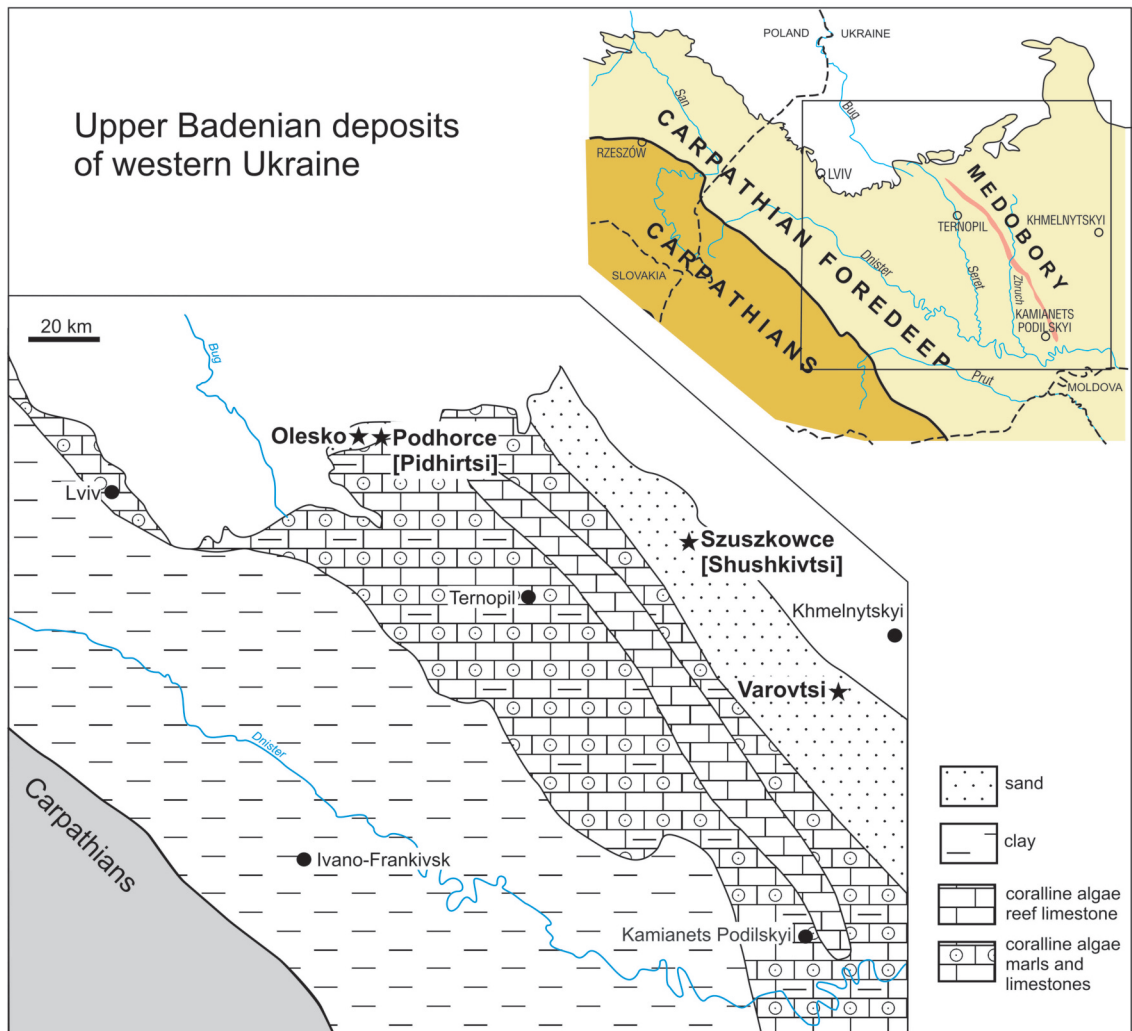 Upper Badenian deposits
of western Ukraine
POLAND
UKRAINE
San
Bug
RZESZÓW
LVIV
CARPATHIAN FOREDEEP
MEDOBORY
TERNOPIL
KHMELNYTSKYI
CARPATHIANS
SLOVAKIA
Dnister
Seret
Zbruch
KAMIANETS
PODILSKYI
Prut
MOLDOVA
20 km
Bug
Olesko
Podhorce
[Pidhirtsi]
Lviv
Szuszkowce
[Shushkivtsi]
Ternopil
Khmelnytskyi
Varovtsi
Dnister
Carpathians
Ivano-Frankivsk
Kamianets Podilskyi
sand
clay
coralline algae
reef limestone
coralline algae
marls and
limestones